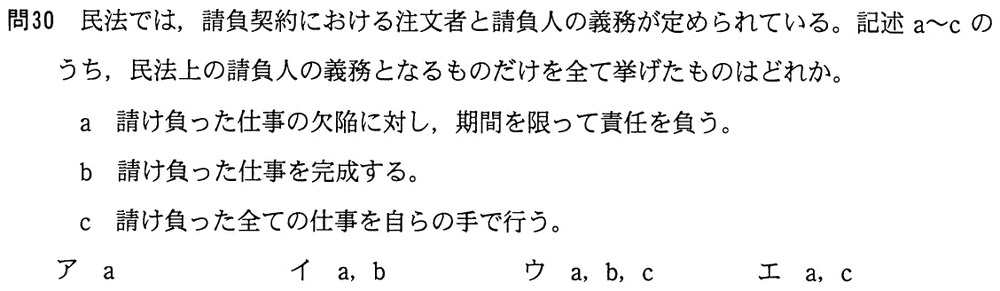 問30 民法では，請負契約における注文者と請負人の義務が定められている。記述 a～c の
うち，民法上の請負人の義務となるものだけを全て挙げたものはどれか。
a 請け負った仕事の欠陥に対し，期間を限って責任を負う。
b 請け負った仕事を完成する。
c 請け負った全ての仕事を自らの手で行う。
ア a イ a，b ウ a，b，c エ a，c